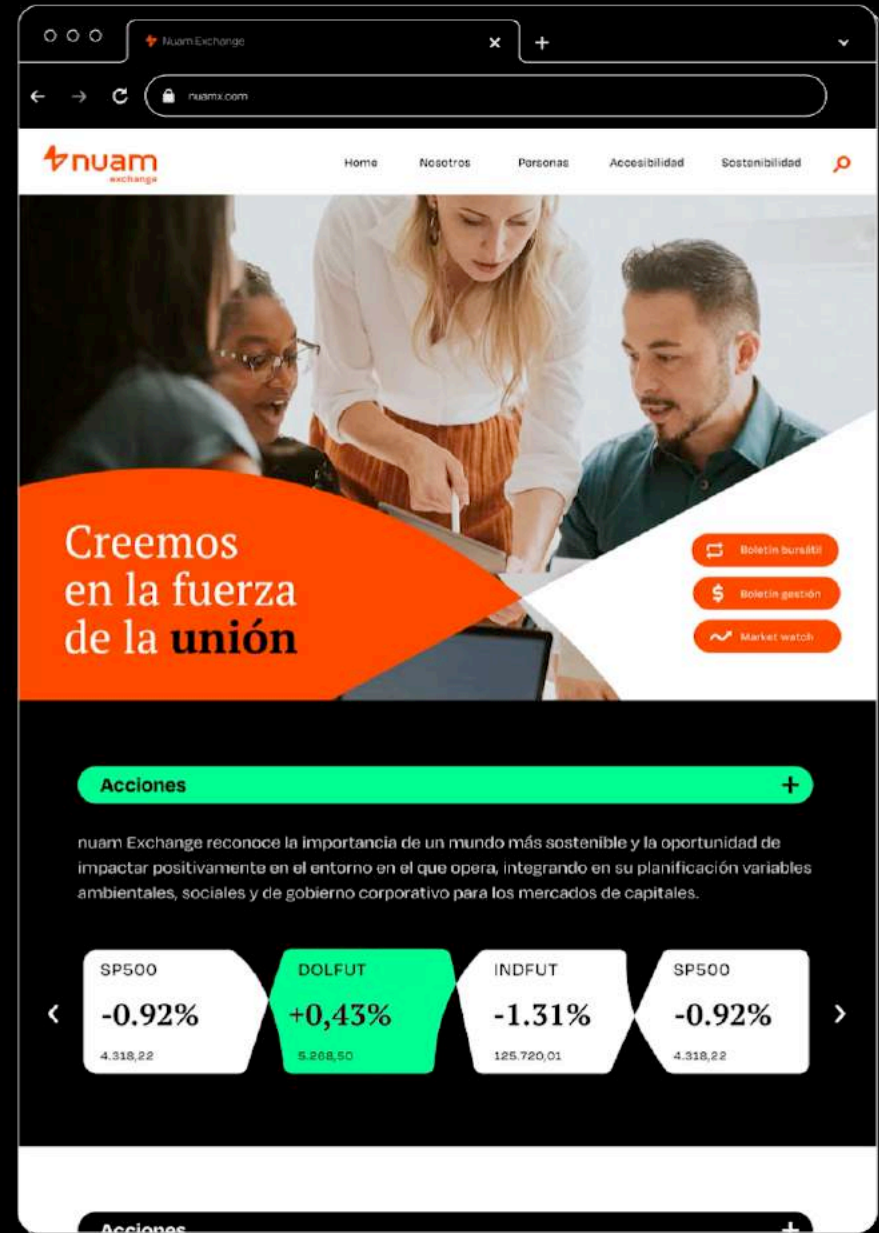 Nuam Exchange
nuamx.com
nuam
exchange
Home Nosotros Personas Accesibilidad Sostenibilidad
Creemos
en la fuerza
de la unión
Boletín bursátil
$ Boletín gestión
Market watch
Acciones +
nuam Exchange reconoce la importancia de un mundo más sostenible y la oportunidad de
impactar positivamente en el entorno en el que opera, integrando en su planificación variables
ambientales, sociales y de gobierno corporativo para los mercados de capitales.
SP500 DOLFUT INDFUT SP500
-0.92% +0,43% -1.31% -0.92%
4.318,22 5.268,50 125.720,01 4.318,22
Acciones +